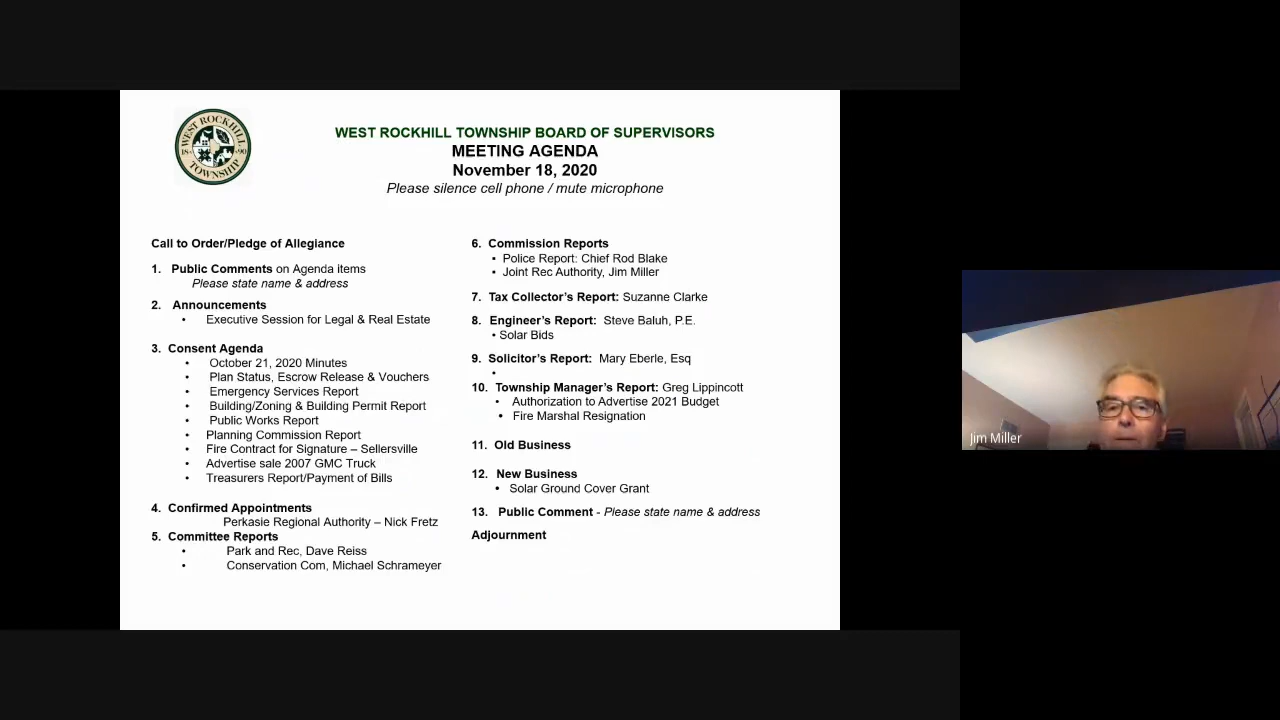 WEST ROCKHILL
18 90
TOWNSHIP
WEST ROCKHILL TOWNSHIP BOARD OF SUPERVISORS
MEETING AGENDA
November 18, 2020
Please silence cell phone / mute microphone
Call to Order/Pledge of Allegiance
1. Public Comments on Agenda items
Please state name & address
2. Announcements
• Executive Session for Legal & Real Estate
3. Consent Agenda
• October 21, 2020 Minutes
• Plan Status, Escrow Release & Vouchers
• Emergency Services Report
• Building/Zoning & Building Permit Report
• Public Works Report
• Planning Commission Report
• Fire Contract for Signature – Sellersville
• Advertise sale 2007 GMC Truck
• Treasurers Report/Payment of Bills
4. Confirmed Appointments
Perkasie Regional Authority – Nick Fretz
5. Committee Reports
• Park and Rec, Dave Reiss
• Conservation Com, Michael Schrameyer
6. Commission Reports
• Police Report: Chief Rod Blake
• Joint Rec Authority, Jim Miller
7. Tax Collector's Report: Suzanne Clarke
8. Engineer's Report: Steve Baluh, P.E.
• Solar Bids
9. Solicitor's Report: Mary Eberle, Esq
•
10. Township Manager's Report: Greg Lippincott
• Authorization to Advertise 2021 Budget
• Fire Marshal Resignation
11. Old Business
12. New Business
• Solar Ground Cover Grant
13. Public Comment - Please state name & address
Adjournment
Jim Miller